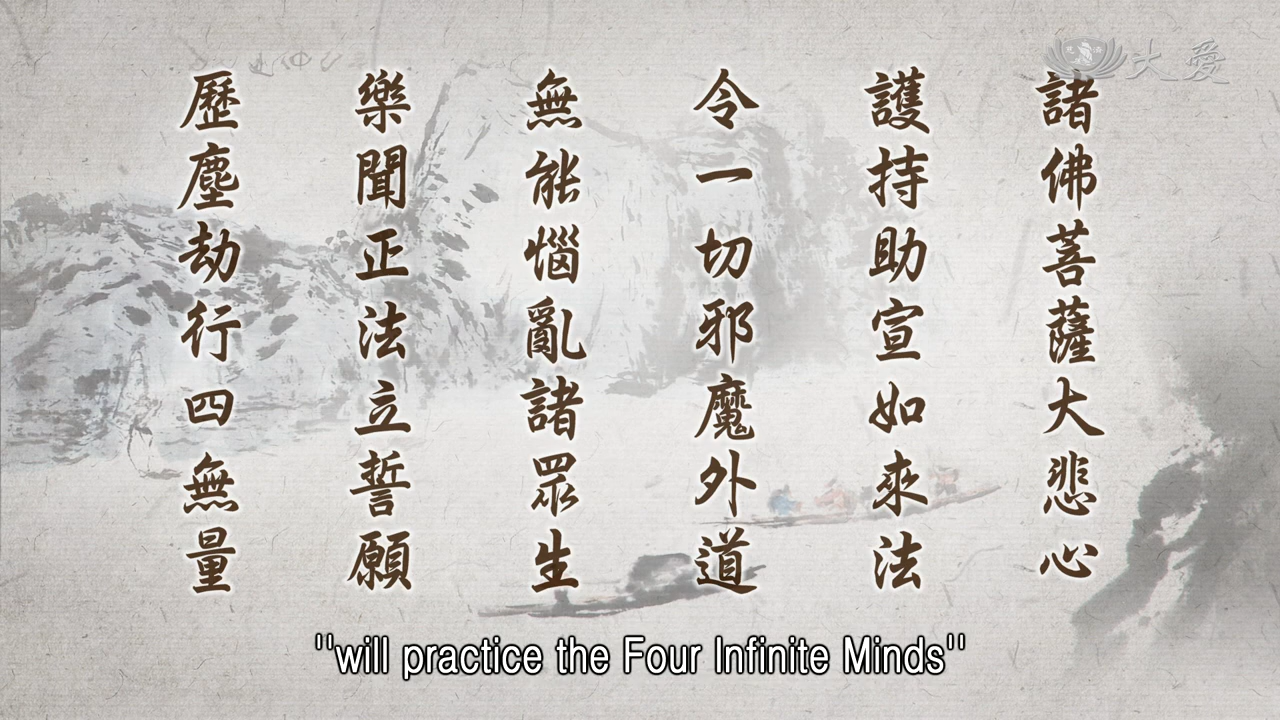 大愛
諸佛菩薩大悲心
護持助宣如來法
令一切邪魔外道
無能惱亂諸眾生
樂聞正法立誓願
歷塵劫行四無量
"will practice the Four Infinite Minds"